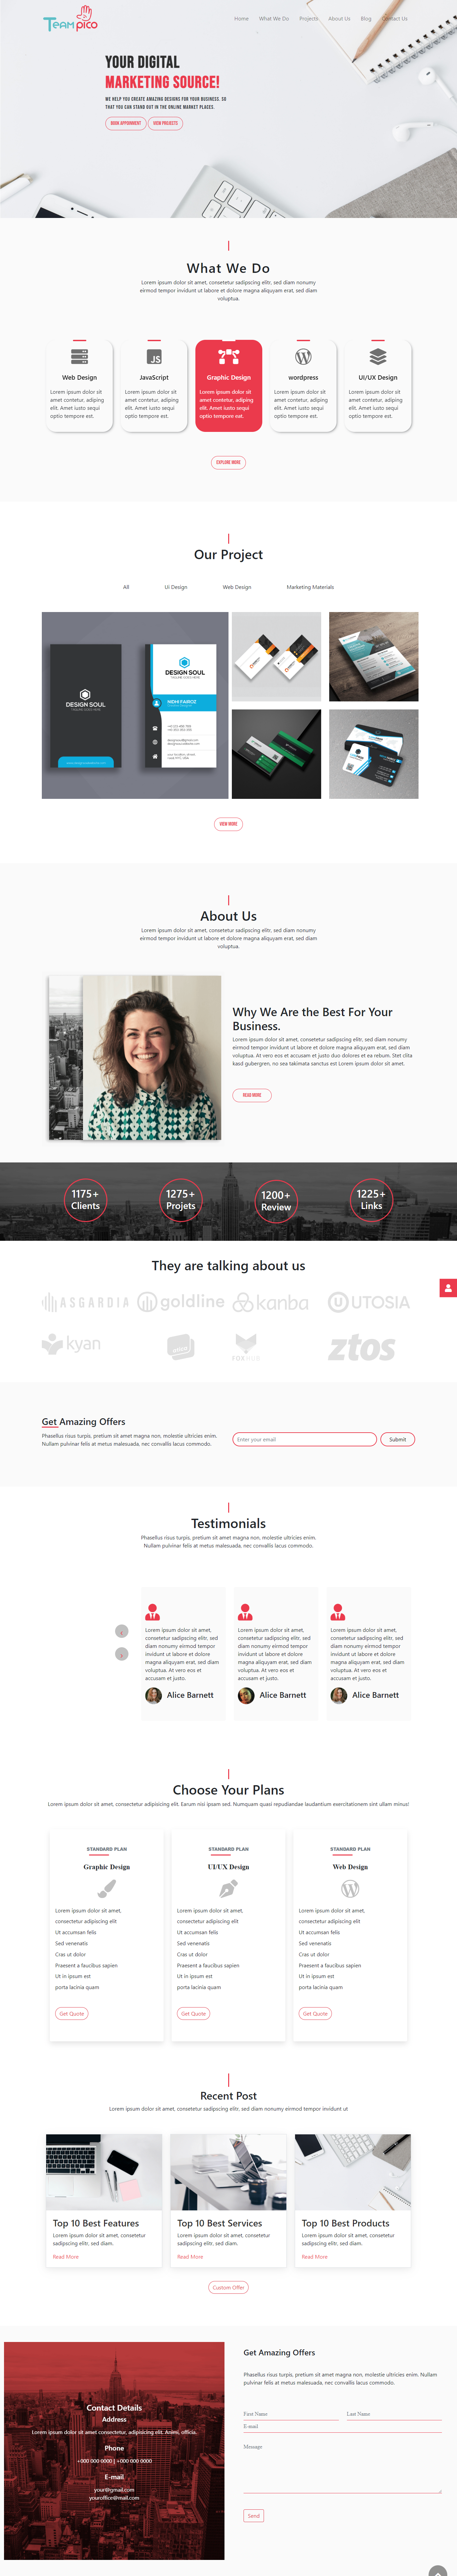 TEAM PICO
Home What We Do Projects About Us Blog Contact Us
YOUR DIGITAL
MARKETING SOURCE!
WE HELP YOU CREATE AMAZING DESIGNS FOR YOUR BUSINESS, SO
THAT YOU CAN STAND OUT IN THE ONLINE MARKET PLACES.
BOOK APPOINMENT VIEW PROJECTS
What We Do
Lorem ipsum dolor sit amet, consetetur sadipscing elitr, sed diam nonumy
eirmod tempor invidunt ut labore et dolore magna aliquyam erat, sed diam
voluptua.
JS
Web Design
Lorem ipsum dolor sit
amet contetur, adiping
elit. Amet iusto sequi
optio tempore est.
JavaScript
Lorem ipsum dolor sit
amet contetur, adiping
elit. Amet iusto sequi
optio tempore est.
Graphic Design
Lorem ipsum dolor sit
amet contetur, adiping
elit. Amet iusto sequi
optio tempore est.
wordpress
Lorem ipsum dolor sit
amet contetur, adiping
elit. Amet iusto sequi
optio tempore est.
UI/UX Design
Lorem ipsum dolor sit
amet contetur, adiping
elit. Amet iusto sequi
optio tempore est.
EXPLORE MORE
Our Project
All Ui Design Web Design Marketing Materials
DESIGN SOUL
DESIGN SOUL
NIDHI FAIROZ
VIEW MORE
About Us
Lorem ipsum dolor sit amet, consetetur sadipscing elitr, sed diam nonumy
eirmod tempor invidunt ut labore et dolore magna aliquyam erat, sed diam
voluptua.
Why We Are the Best For Your
Business.
Lorem ipsum dolor sit amet, consetetur sadipscing elitr, sed diam nonumy eirmod
tempor invidunt ut labore et dolore magna aliquyam erat, sed diam
voluptua. At vero eos et accusam et justo duo dolores et ea rebum. Stet clita
kasd gubergren, no sea takimata sanctus est Lorem ipsum dolor sit amet.
READ MORE
1175+
Clients
1275+
Projets
1200+
Review
1225+
Links
They are talking about us
ASGARDIA goldline kanba UTOSIA
kyan ztos
Get Amazing Offers
Phasellus risus turpis, pretium sit amet magna non, molestie ultricies enim.
Nullam pulvinar felis at metus malesuada, nec convallis lacus commodo.
Enter your email
Submit
Testimonials
Phasellus risus turpis, pretium sit amet magna non, molestie ultricies enim.
Nullam pulvinar felis at metus malesuada, nec convallis lacus commodo.
Lorem ipsum dolor sit amet,
consetetur sadipscing elitr, sed
diam nonumy eirmod tempor
invidunt ut labore et dolore
magna aliquyam erat, sed diam
voluptua. At vero eos et
accusam et justo.
Alice Barnett
Lorem ipsum dolor sit amet,
consetetur sadipscing elitr, sed
diam nonumy eirmod tempor
invidunt ut labore et dolore
magna aliquyam erat, sed diam
voluptua. At vero eos et
accusam et justo.
Alice Barnett
Lorem ipsum dolor sit amet,
consetetur sadipscing elitr, sed
diam nonumy eirmod tempor
invidunt ut labore et dolore
magna aliquyam erat, sed diam
voluptua. At vero eos et
accusam et justo.
Alice Barnett
Choose Your Plans
Lorem ipsum dolor sit amet, consectetur adipisicing elit. Earum nisi ipsam sed. Numquam quasi repudiandae laudantium exercitationem sint ullam minus!
STANDARD PLAN
Graphic Design
Lorem ipsum dolor sit amet,
consectetur adipiscing elit
Ut accumsan felis
Sed venenatis
Cras ut dolor
Praesent a faucibus sapien
Ut in ipsum est
porta lacinia quam
Get Quote
STANDARD PLAN
UI/UX Design
Lorem ipsum dolor sit amet,
consectetur adipiscing elit
Ut accumsan felis
Sed venenatis
Cras ut dolor
Praesent a faucibus sapien
Ut in ipsum est
porta lacinia quam
Get Quote
STANDARD PLAN
Web Design
Lorem ipsum dolor sit amet,
consectetur adipiscing elit
Ut accumsan felis
Sed venenatis
Cras ut dolor
Praesent a faucibus sapien
Ut in ipsum est
porta lacinia quam
Get Quote
Recent Post
Lorem ipsum dolor sit amet, consetetur sadipscing elitr, sed diam nonumy eirmod tempor invidunt ut
Top 10 Best Features
Lorem ipsum dolor sit amet, consetetur
sadipscing elitr, sed diam.
Read More
Top 10 Best Services
Lorem ipsum dolor sit amet, consetetur
sadipscing elitr, sed diam.
Read More
Top 10 Best Products
Lorem ipsum dolor sit amet, consetetur
sadipscing elitr, sed diam.
Read More
Custom Offer
Contact Details
Address
Lorem ipsum dolor sit amet consectetur, adipisicing elit. Animi, officia.
Phone
+000 000 0000 | +000 000 0000
E-mail
your@gmail.com
youroffice@mail.com
Get Amazing Offers
Phasellus risus turpis, pretium sit amet magna non, molestie ultricies enim. Nullam
pulvinar felis at metus malesuada, nec convallis lacus commodo.
First Name Last Name
E-mail
Message
Send